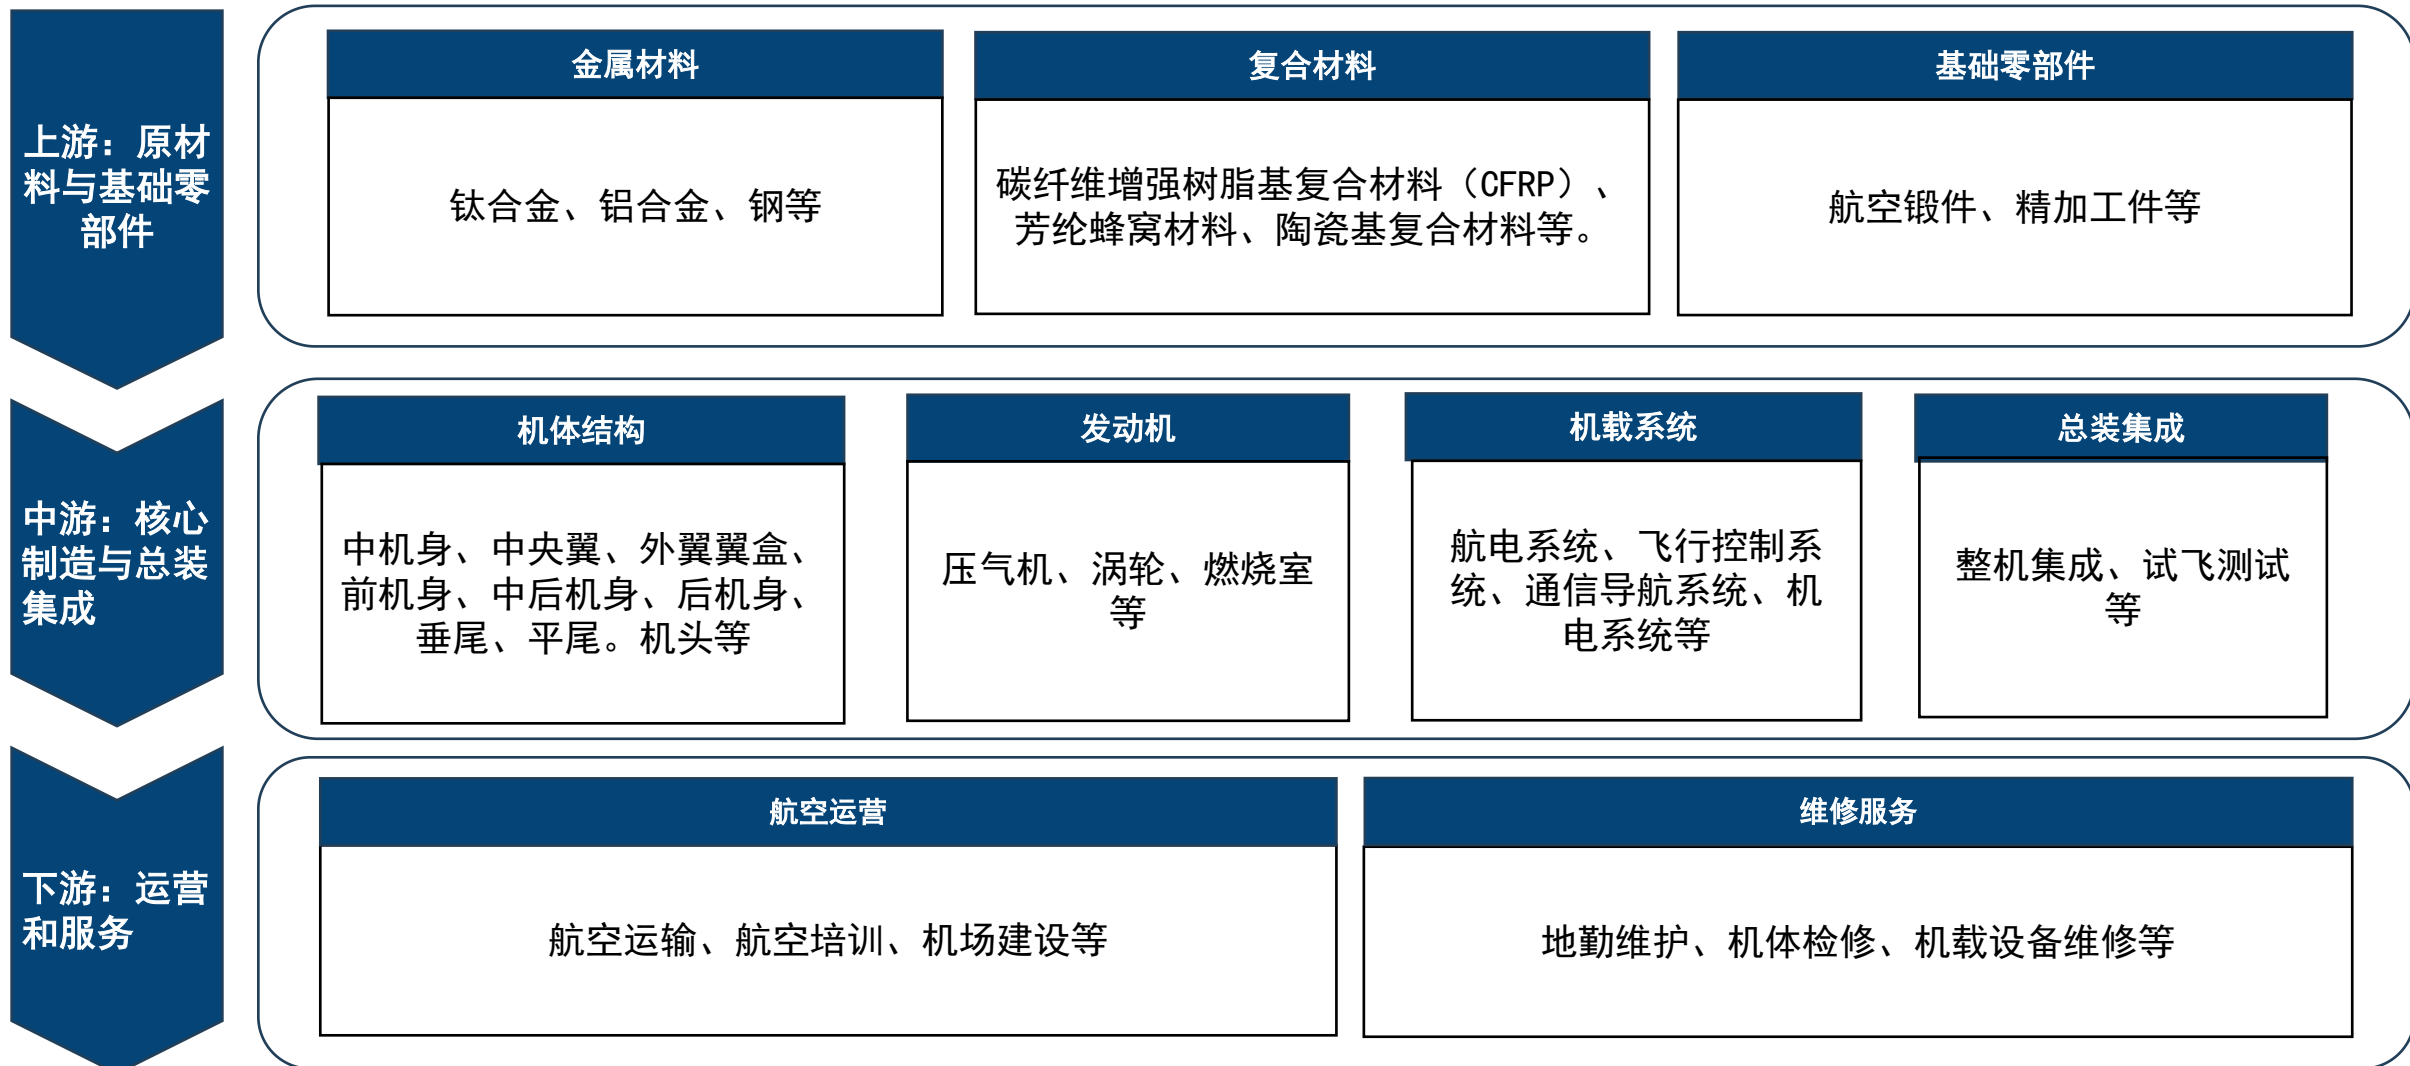 上游：原材
料与基础零
部件
金属材料
钛合金、铝合金、钢等
复合材料
碳纤维增强树脂基复合材料（CFRP）、
芳纶蜂窝材料、陶瓷基复合材料等。
基础零部件
航空锻件、精加工件等
中游：核心
制造与总装
集成
机体结构
中机身、中央翼、外翼翼盒、
前机身、中后机身、后机身、
垂尾、平尾。机头等
发动机
压气机、涡轮、燃烧室
等
机载系统
航电系统、飞行控制系
统、通信导航系统、机
电系统等
总装集成
整机集成、试飞测试
等
下游：运营
和服务
航空运营
航空运输、航空培训、机场建设等
维修服务
地勤维护、机体检修、机载设备维修等